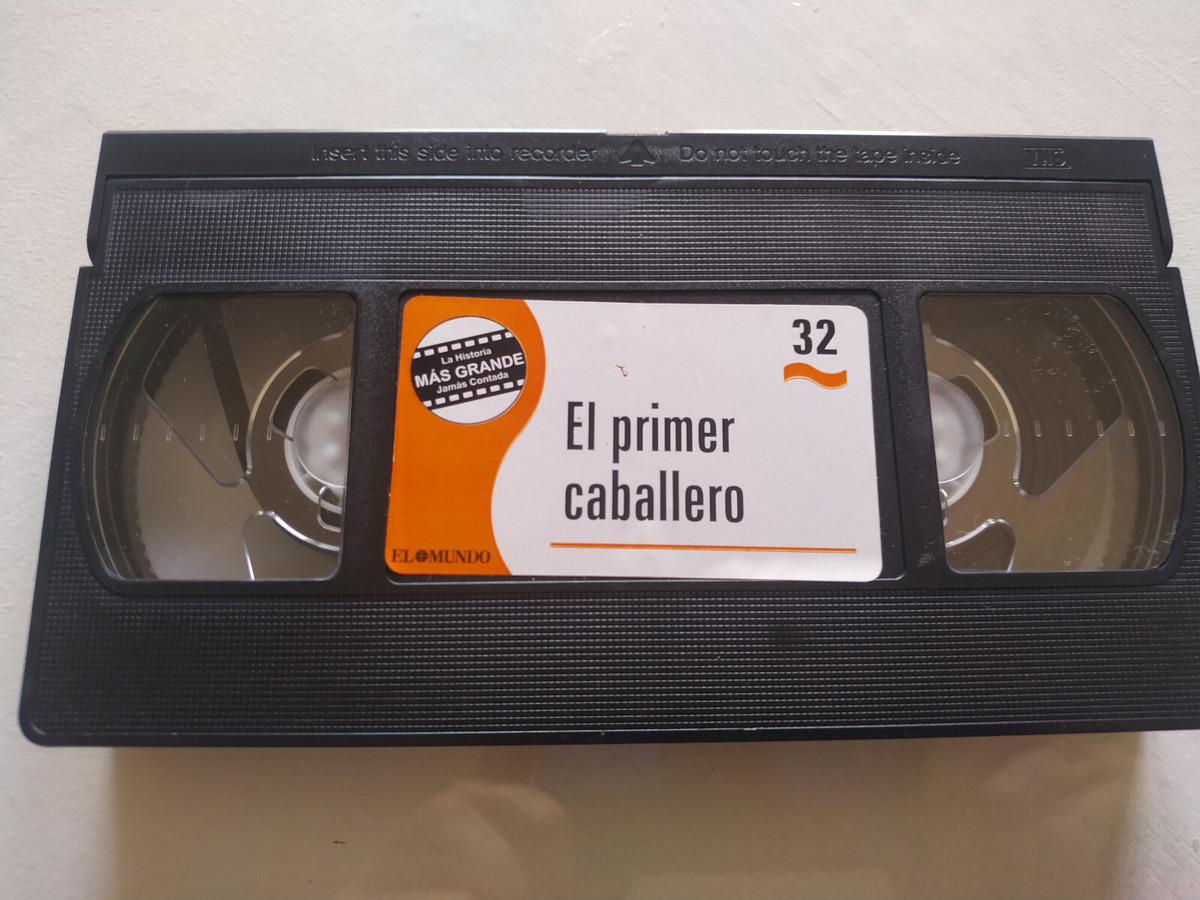 Insert this side into recorder Do not touch the tape inside
32
La Historia
MÁS GRANDE
Jamás Contada
El primer
caballero
EL MUNDO